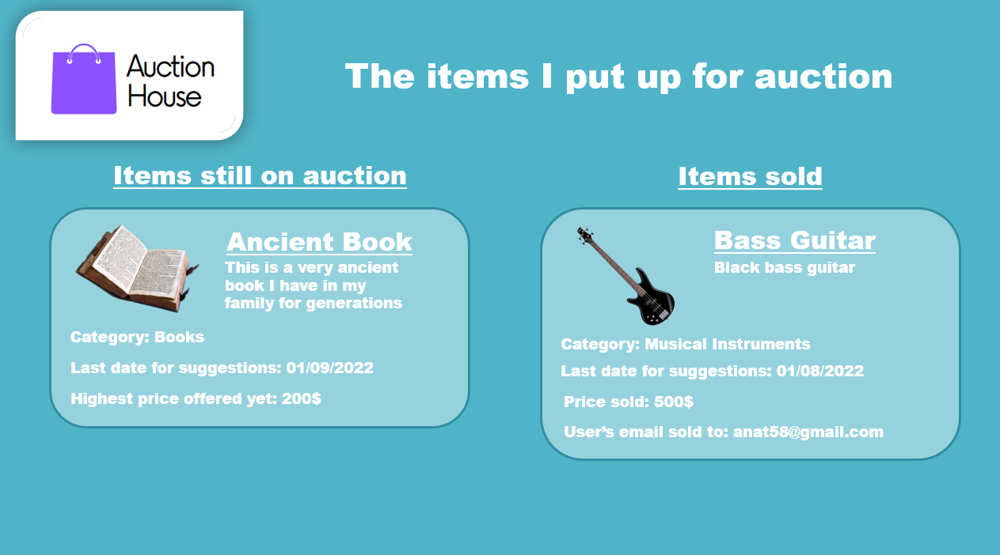 Auction
House
The items I put up for auction
Items still on auction
Ancient Book
This is a very ancient
book I have in my
family for generations
Category: Books
Last date for suggestions: 01/09/2022
Highest price offered yet: 200$
Items sold
Bass Guitar
Black bass guitar
Category: Musical Instruments
Last date for suggestions: 01/08/2022
Price sold: 500$
User’s email sold to: anat58@gmail.com